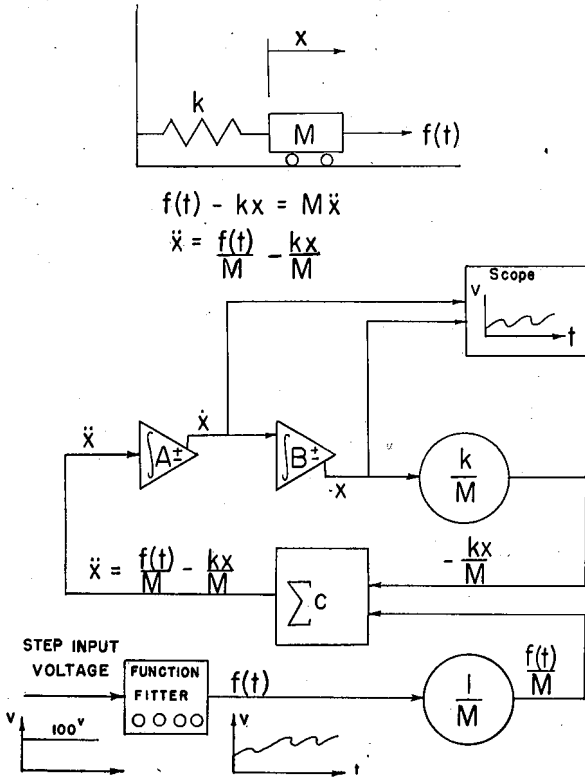 x
k
M
f(t)
f(t) - kx = Mẍ
ẍ = f(t)/M - kx/M
Scope
V
t
ẍ
∫A±
ẋ
∫B±
-x
k/M
ẍ = f(t)/M - kx/M
∑C
-kx/M
STEP INPUT
VOLTAGE
FUNCTION
FITTER
f(t)
1/M
f(t)/M
V
100V
V
t